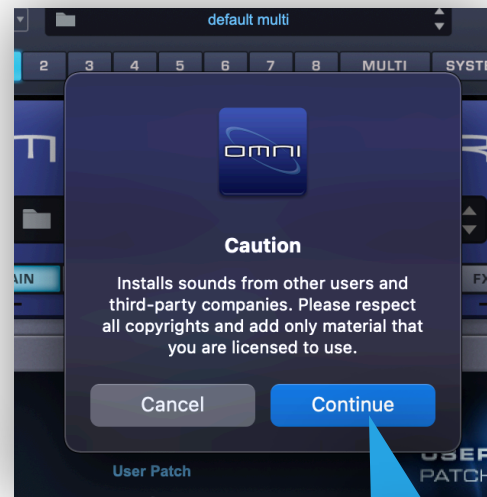 default multi
2 3 4 5 6 7 8 MULTI
OMNI
Caution
Installs sounds from other users and
third-party companies. Please respect
all copyrights and add only material that
you are licensed to use.
Cancel Continue
User Patch